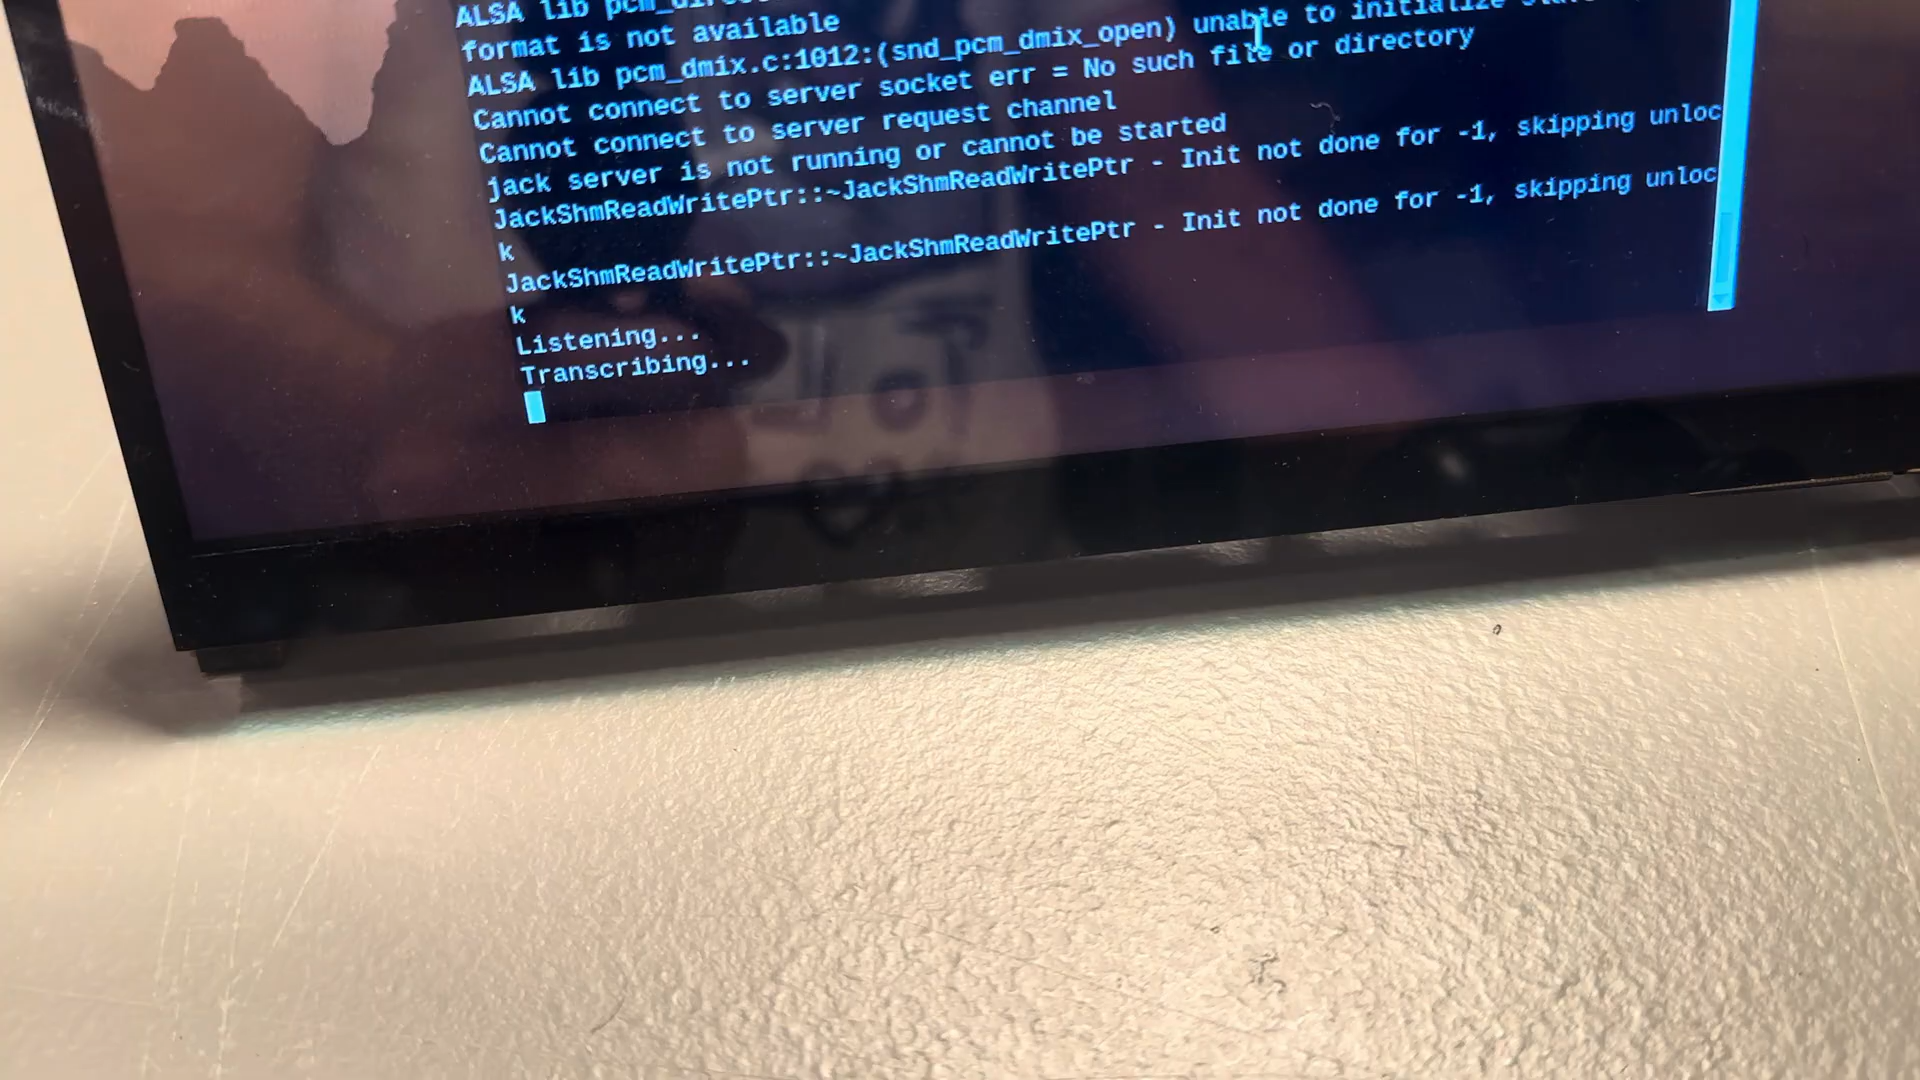 ALSA lib
format is not available
ALSA lib pcm_dmix.c:1012:(snd_pcm_dmix_open) unable to initialize
Cannot connect to server socket err = No such file or directory
Cannot connect to server request channel
jack server is not running or cannot be started
JackShmReadWritePtr::~JackShmReadWritePtr - Init not done for -1, skipping unloc
k
JackShmReadWritePtr::~JackShmReadWritePtr - Init not done for -1, skipping unloc
k
Listening...
Transcribing...